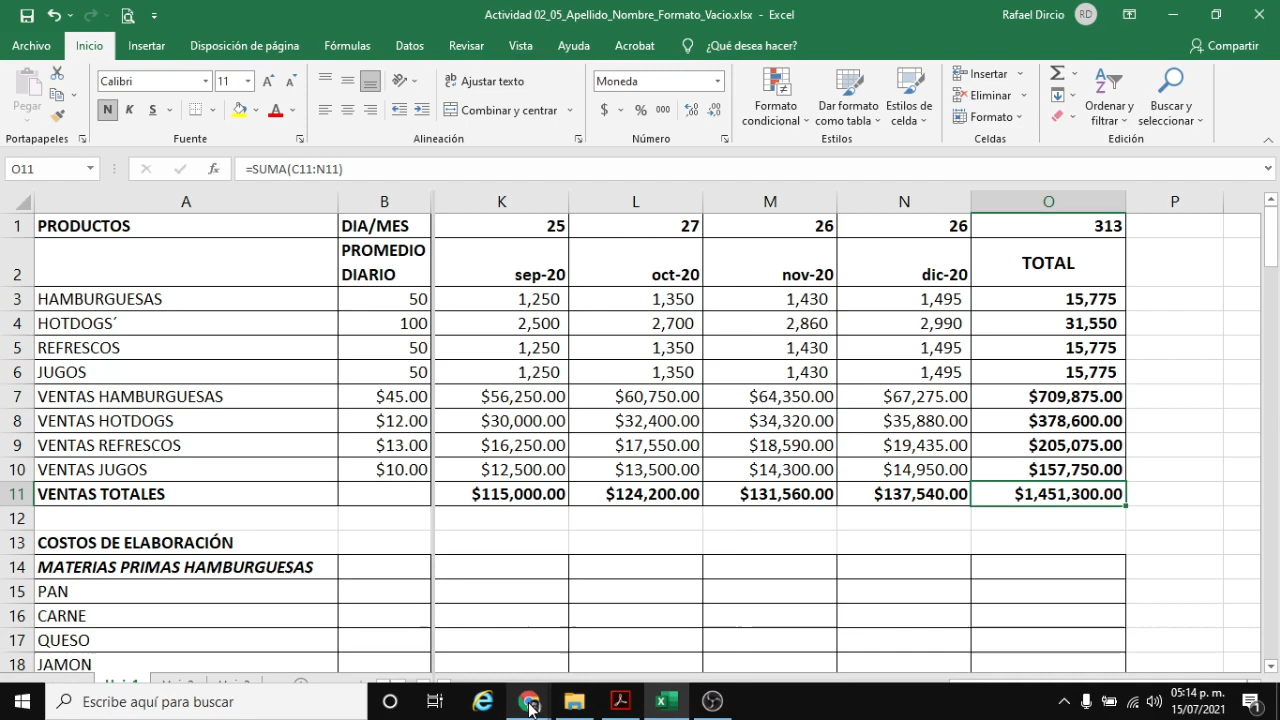 Actividad 02_05_Apellido_Nombre_Formato_Vacio.xlsx - Excel
Rafael Dircio RD
Archivo Inicio Insertar Disposición de página Fórmulas Datos Revisar Vista Ayuda Acrobat ¿Qué desea hacer? Compartir
Pegar
Calibri 11
N K S
Ajustar texto
Combinar y centrar
Moneda
$ % 000
Formato condicional
Dar formato como tabla
Estilos de celda
Insertar
Eliminar
Formato
Ordenar y filtrar
Buscar y seleccionar
Portapapeles Fuente Alineación Número Estilos Celdas Edición
O11 fx =SUMA(C11:N11)
A B K L M N O P
1 PRODUCTOS DIA/MES 25 27 26 26 313
2 PROMEDIO DIARIO sep-20 oct-20 nov-20 dic-20 TOTAL
3 HAMBURGUESAS 50 1,250 1,350 1,430 1,495 15,775
4 HOTDOGS´ 100 2,500 2,700 2,860 2,990 31,550
5 REFRESCOS 50 1,250 1,350 1,430 1,495 15,775
6 JUGOS 50 1,250 1,350 1,430 1,495 15,775
7 VENTAS HAMBURGUESAS $45.00 $56,250.00 $60,750.00 $64,350.00 $67,275.00 $709,875.00
8 VENTAS HOTDOGS $12.00 $30,000.00 $32,400.00 $34,320.00 $35,880.00 $378,600.00
9 VENTAS REFRESCOS $13.00 $16,250.00 $17,550.00 $18,590.00 $19,435.00 $205,075.00
10 VENTAS JUGOS $10.00 $12,500.00 $13,500.00 $14,300.00 $14,950.00 $157,750.00
11 VENTAS TOTALES $115,000.00 $124,200.00 $131,560.00 $137,540.00 $1,451,300.00
12
13 COSTOS DE ELABORACIÓN
14 MATERIAS PRIMAS HAMBURGUESAS
15 PAN
16 CARNE
17 QUESO
18 JAMON
Escribe aquí para buscar
05:14 p. m.
15/07/2021
1